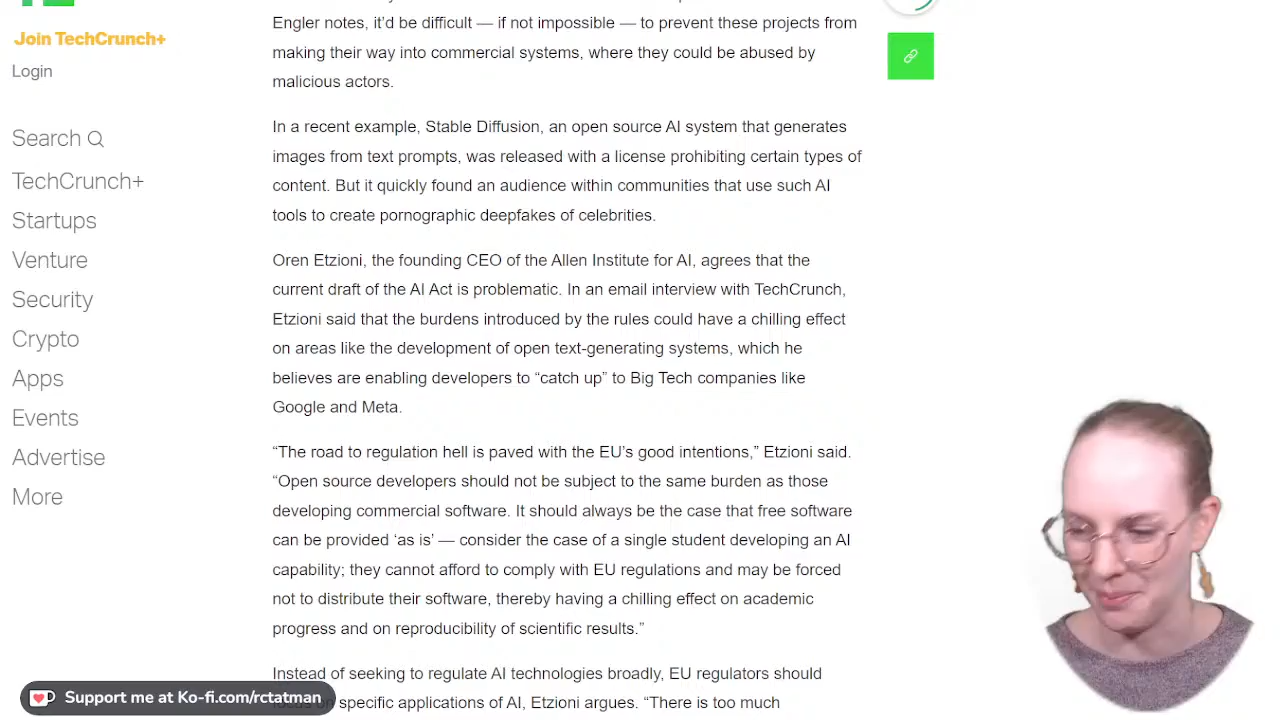 Join TechCrunch+
Login
Search
TechCrunch+
Startups
Venture
Security
Crypto
Apps
Events
Advertise
More
Engler notes, it’d be difficult — if not impossible — to prevent these projects from
making their way into commercial systems, where they could be abused by
malicious actors.
In a recent example, Stable Diffusion, an open source AI system that generates
images from text prompts, was released with a license prohibiting certain types of
content. But it quickly found an audience within communities that use such AI
tools to create pornographic deepfakes of celebrities.
Oren Etzioni, the founding CEO of the Allen Institute for AI, agrees that the
current draft of the AI Act is problematic. In an email interview with TechCrunch,
Etzioni said that the burdens introduced by the rules could have a chilling effect
on areas like the development of open text-generating systems, which he
believes are enabling developers to “catch up” to Big Tech companies like
Google and Meta.
“The road to regulation hell is paved with the EU’s good intentions,” Etzioni said.
“Open source developers should not be subject to the same burden as those
developing commercial software. It should always be the case that free software
can be provided ‘as is’ — consider the case of a single student developing an AI
capability; they cannot afford to comply with EU regulations and may be forced
not to distribute their software, thereby having a chilling effect on academic
progress and on reproducibility of scientific results.”
Instead of seeking to regulate AI technologies broadly, EU regulators should
specific applications of AI, Etzioni argues. “There is too much
Support me at Ko-fi.com/rctatman